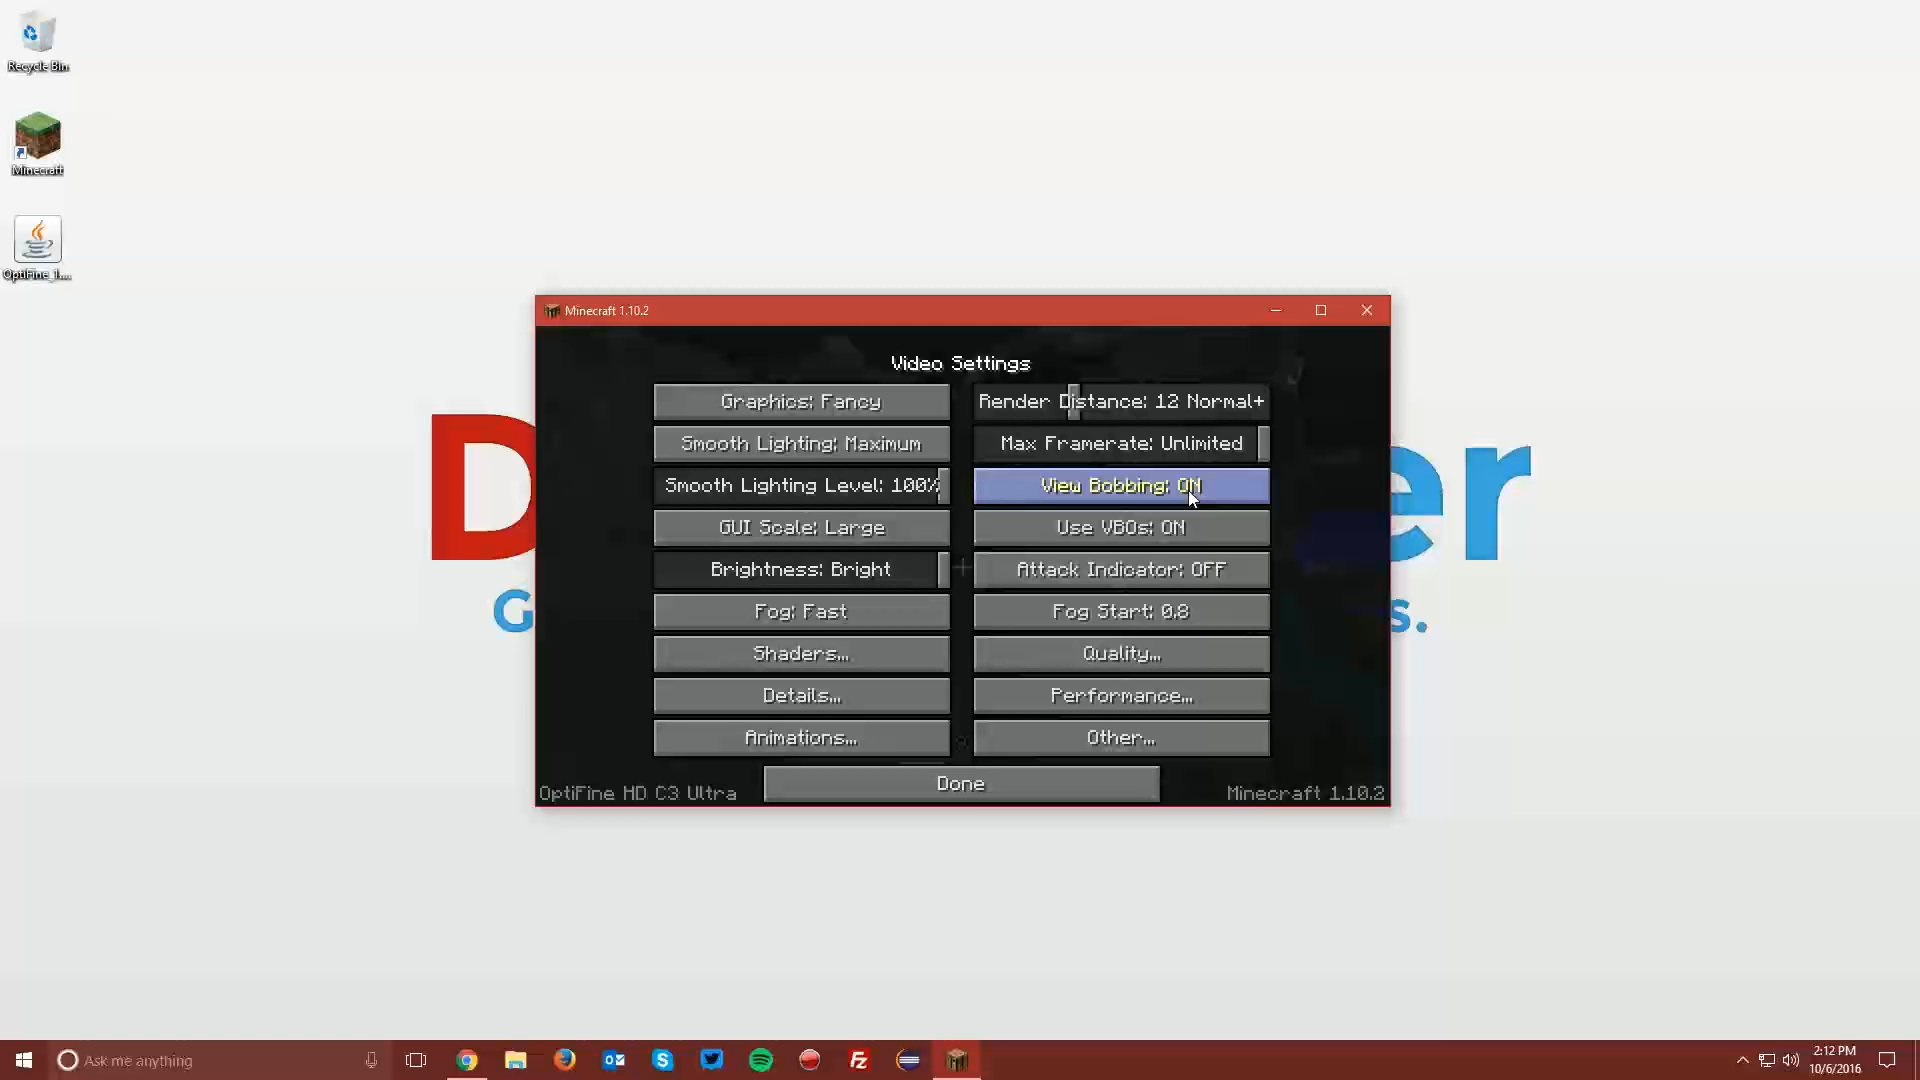 Recycle Bin
Minecraft
OptiFine_1....
Minecraft 1.10.2
Video Settings
Graphics: Fancy
Render Distance: 12 Normal+
Smooth Lighting: Maximum
Max Framerate: Unlimited
Smooth Lighting Level: 100%
View Bobbing: ON
GUI Scale: Large
Use VBOs: ON
Brightness: Bright
Attack Indicator: OFF
Fog: Fast
Fog Start: 0.8
Shaders...
Quality...
Details...
Performance...
Animations...
Other...
Done
OptiFine HD C3 Ultra
Minecraft 1.10.2
Ask me anything
2:12 PM
10/6/2016